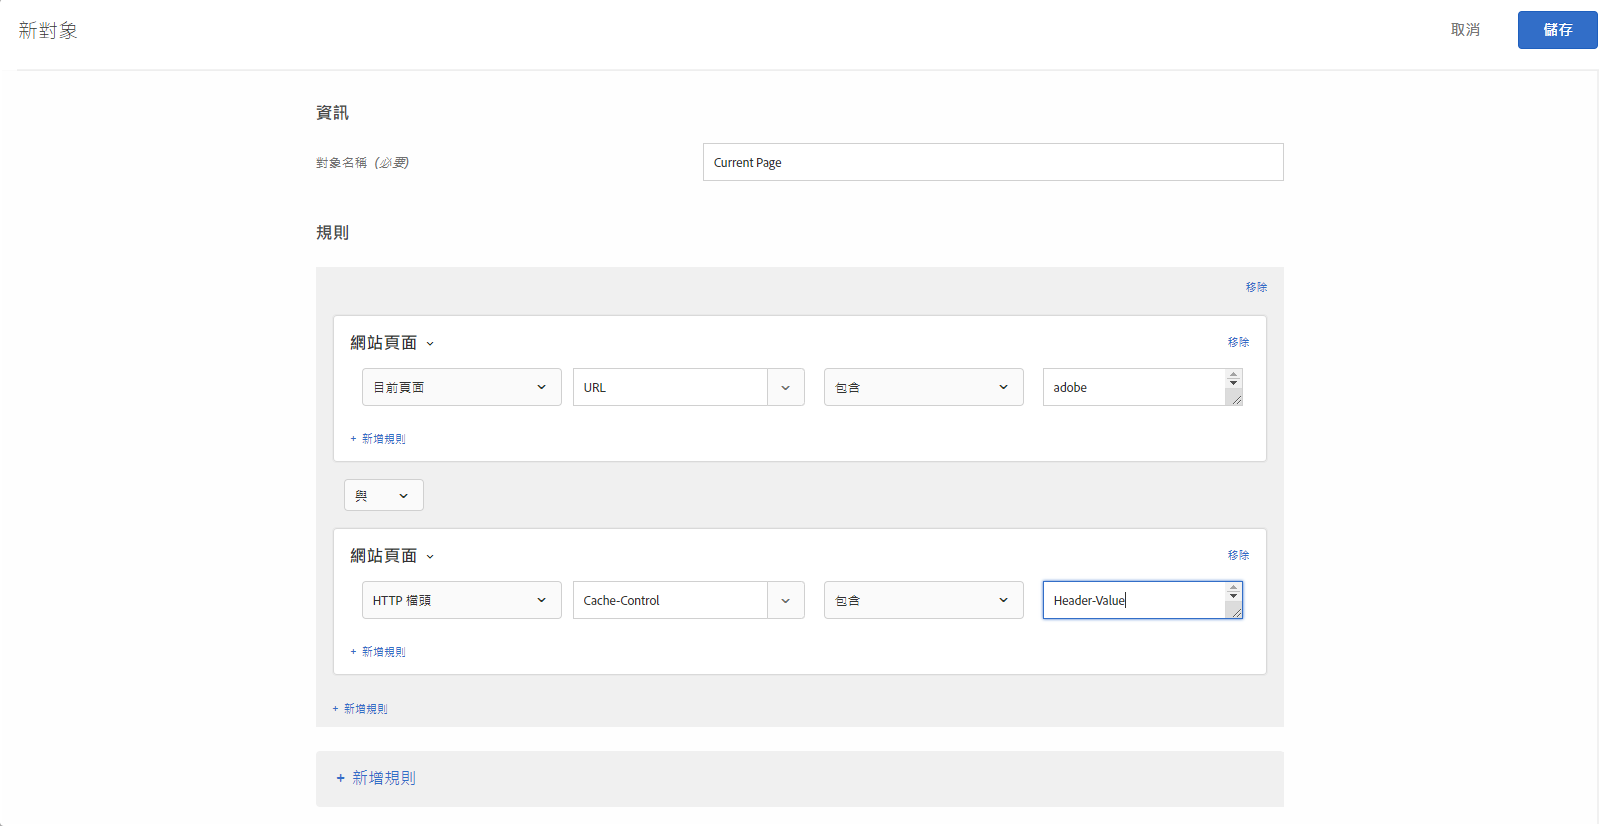 新對象
取消
儲存
資訊
對象名稱 (必要)
Current Page
規則
移除
網站頁面
移除
目前頁面
URL
包含
adobe
+ 新增規則
與
網站頁面
移除
HTTP 檔頭
Cache-Control
包含
Header-Value
+ 新增規則
+ 新增規則
+ 新增規則